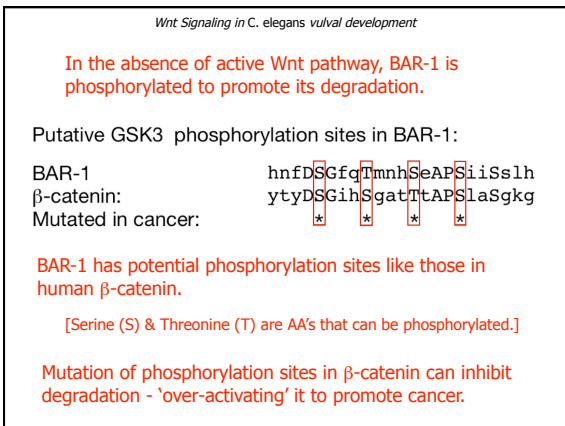 Wnt Signaling in C. elegans vulval development
In the absence of active Wnt pathway, BAR-1 is
phosphorylated to promote its degradation.
Putative GSK3 phosphorylation sites in BAR-1:
BAR-1 hnfDSGfqTmnhSeAPSiiSslh
β-catenin: ytyDSGihSgatTtAPSlaSgkg
Mutated in cancer: * * * *
BAR-1 has potential phosphorylation sites like those in
human β-catenin.
[Serine (S) & Threonine (T) are AA's that can be phosphorylated.]
Mutation of phosphorylation sites in β-catenin can inhibit
degradation - ‘over-activating’ it to promote cancer.